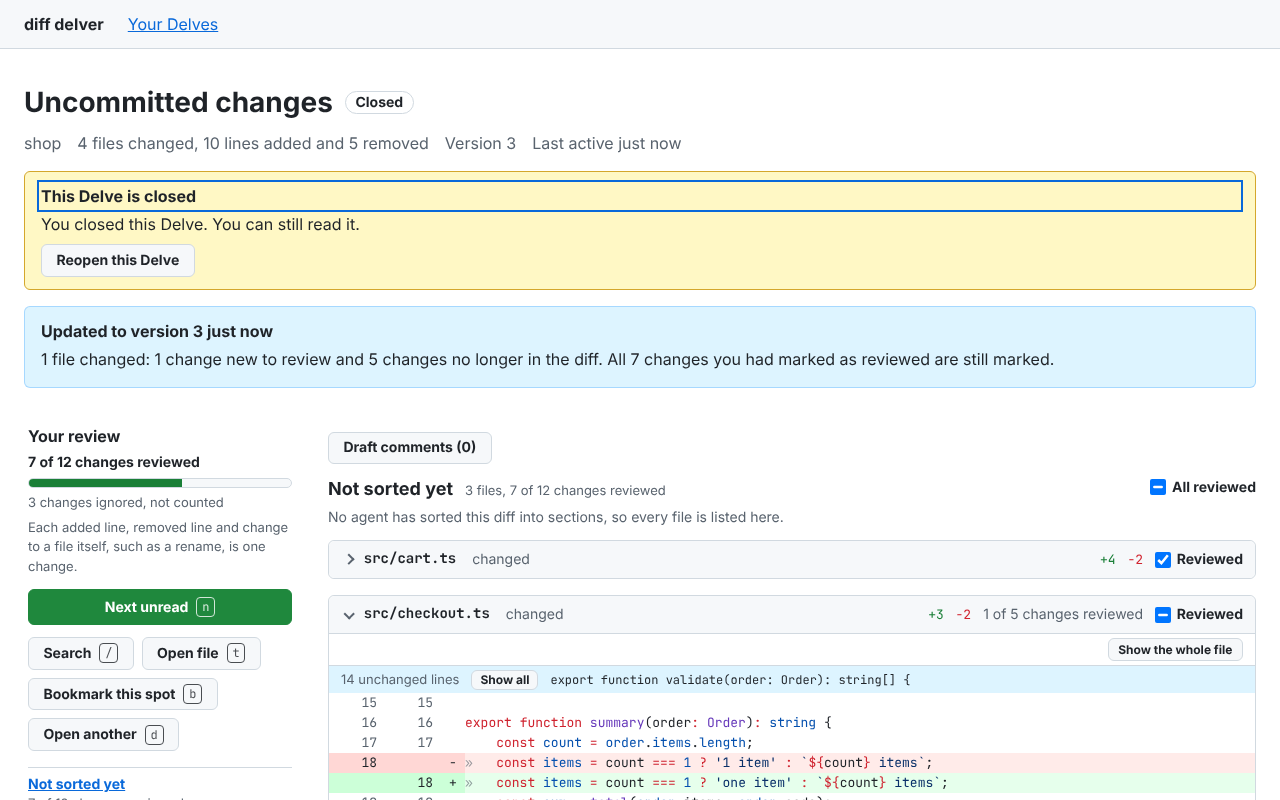 diff delver Your Delves
Uncommitted changes Closed
shop 4 files changed, 10 lines added and 5 removed Version 3 Last active just now
This Delve is closed
You closed this Delve. You can still read it.
Reopen this Delve
Updated to version 3 just now
1 file changed: 1 change new to review and 5 changes no longer in the diff. All 7 changes you had marked as reviewed are still marked.
Your review
7 of 12 changes reviewed
3 changes ignored, not counted
Each added line, removed line and change
to a file itself, such as a rename, is one
change.
Next unread n
Search / Open file t
Bookmark this spot b
Open another d
Not sorted yet
Draft comments (0)
Not sorted yet 3 files, 7 of 12 changes reviewed All reviewed
No agent has sorted this diff into sections, so every file is listed here.
src/cart.ts changed +4 -2 Reviewed
src/checkout.ts changed +3 -2 1 of 5 changes reviewed Reviewed
Show the whole file
14 unchanged lines Show all export function validate(order: Order): string[] {
15 15
16 16 export function summary(order: Order): string {
17 17 const count = order.items.length;
18 - » const items = count === 1 ? '1 item' : `${count} items`;
18 + » const items = count === 1 ? 'one item' : `${count} items`;